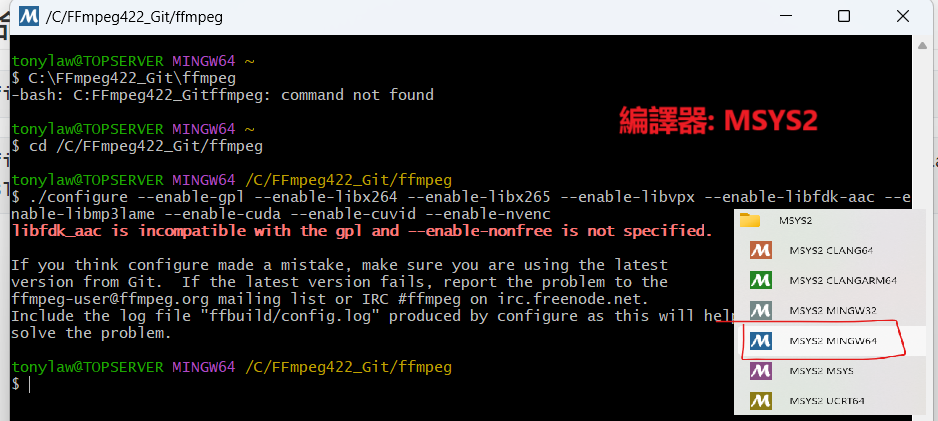 /C/FFmpeg422_Git/ffmpeg
tonylaw@TOPSERVER MINGW64 ~
$ C:\FFmpeg422_Git\ffmpeg
-bash: C:FFmpeg422_Gitffmpeg: command not found
編譯器: MSYS2
tonylaw@TOPSERVER MINGW64 ~
$ cd /C/FFmpeg422_Git/ffmpeg
tonylaw@TOPSERVER MINGW64 /C/FFmpeg422_Git/ffmpeg
$ ./configure --enable-gpl --enable-libx264 --enable-libx265 --enable-libvpx --enable-libfdk-aac --e
nable-libmp3lame --enable-cuda --enable-cuvid --enable-nvenc
libfdk_aac is incompatible with the gpl and --enable-nonfree is not specified.
If you think configure made a mistake, make sure you are using the latest
version from Git.  If the latest version fails, report the problem to the
ffmpeg-user@ffmpeg.org mailing list or IRC #ffmpeg on irc.freenode.net.
Include the log file "ffbuild/config.log" produced by configure as this will help
solve the problem.
tonylaw@TOPSERVER MINGW64 /C/FFmpeg422_Git/ffmpeg
$
MSYS2
MSYS2 CLANG64
MSYS2 CLANGARM64
MSYS2 MINGW32
MSYS2 MINGW64
MSYS2 MSYS
MSYS2 UCRT64